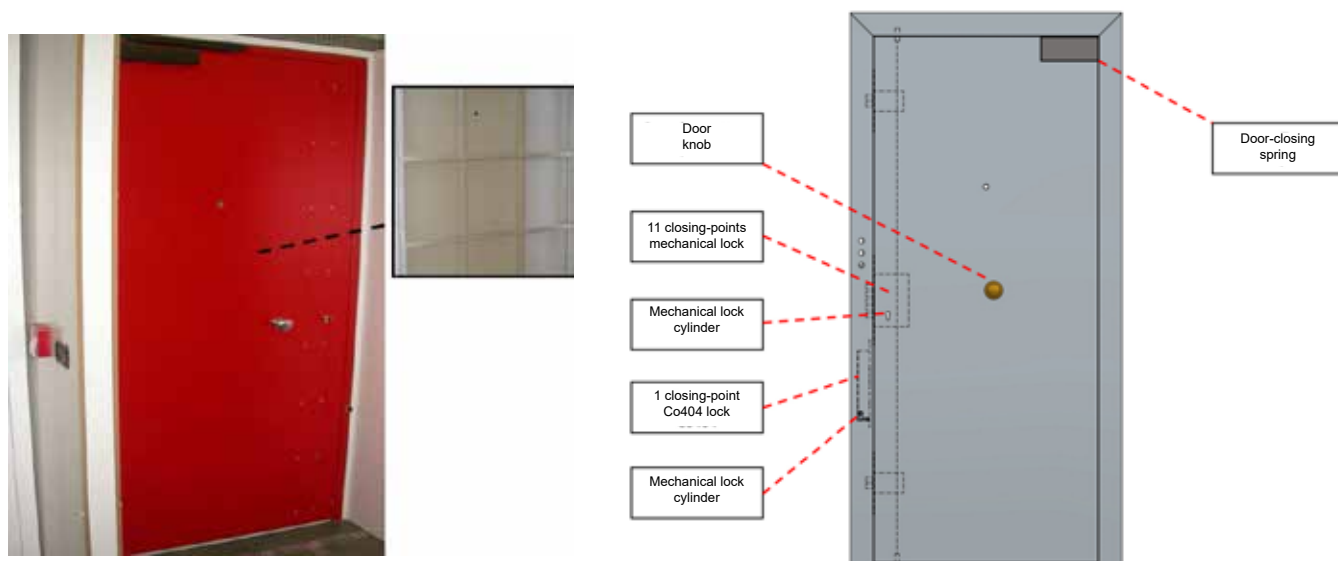 Door
knob
11 closing-points
mechanical lock
Mechanical lock
cylinder
1 closing-point
Co404 lock
Mechanical lock
cylinder
Door-closing
spring